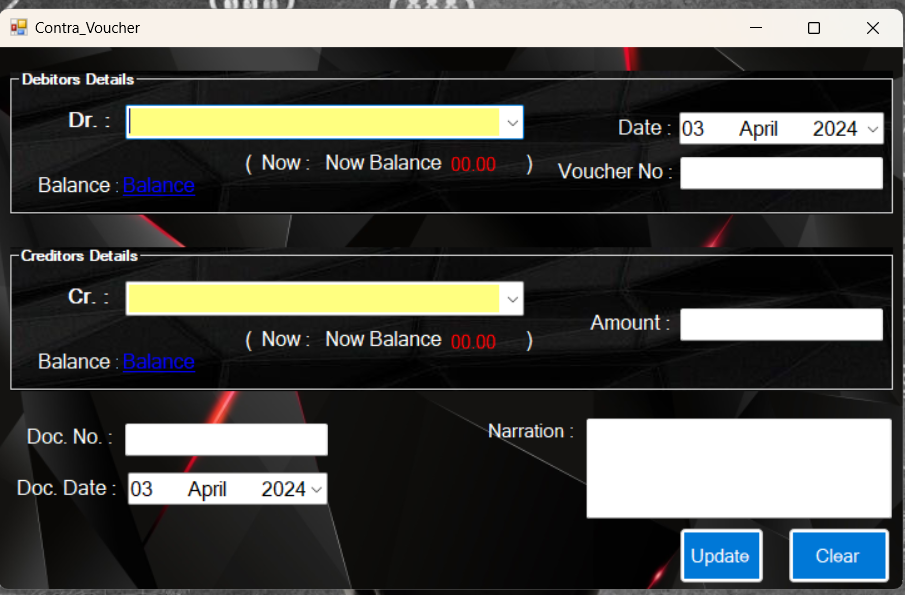 Contra_Voucher
Debitors Details
Dr. :
Date : 03 April 2024
( Now : Now Balance 00.00 )
Voucher No :
Balance : Balance
Creditors Details
Cr. :
Amount :
( Now : Now Balance 00.00 )
Balance : Balance
Doc. No. :
Narration :
Doc. Date : 03 April 2024
Update Clear